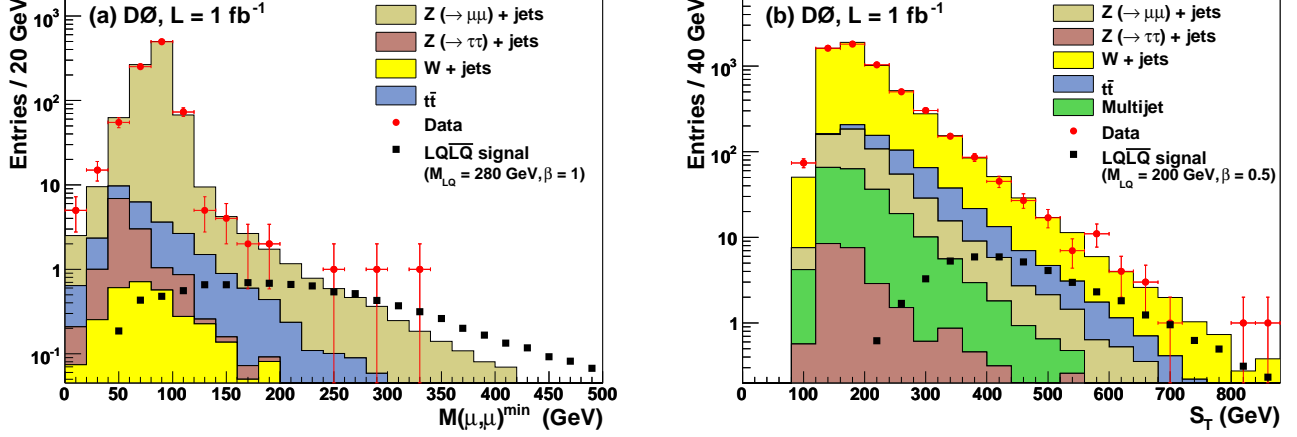 (a) DØ, L = 1 fb⁻¹
Entries / 20 GeV
10³
10²
10
1
10⁻¹
Z (→ μμ) + jets
Z (→ ττ) + jets
W + jets
tt̄
Data
LQL̅Q̅ signal
(M_LQ = 280 GeV, β = 1)
0 50 100 150 200 250 300 350 400 450 500
M(μ,μ)ᵐⁱⁿ (GeV)
(b) DØ, L = 1 fb⁻¹
Entries / 40 GeV
10³
10²
10
1
Z (→ μμ) + jets
Z (→ ττ) + jets
W + jets
tt̄
Multijet
Data
LQL̅Q̅ signal
(M_LQ = 200 GeV, β = 0.5)
0 100 200 300 400 500 600 700 800
S_T (GeV)